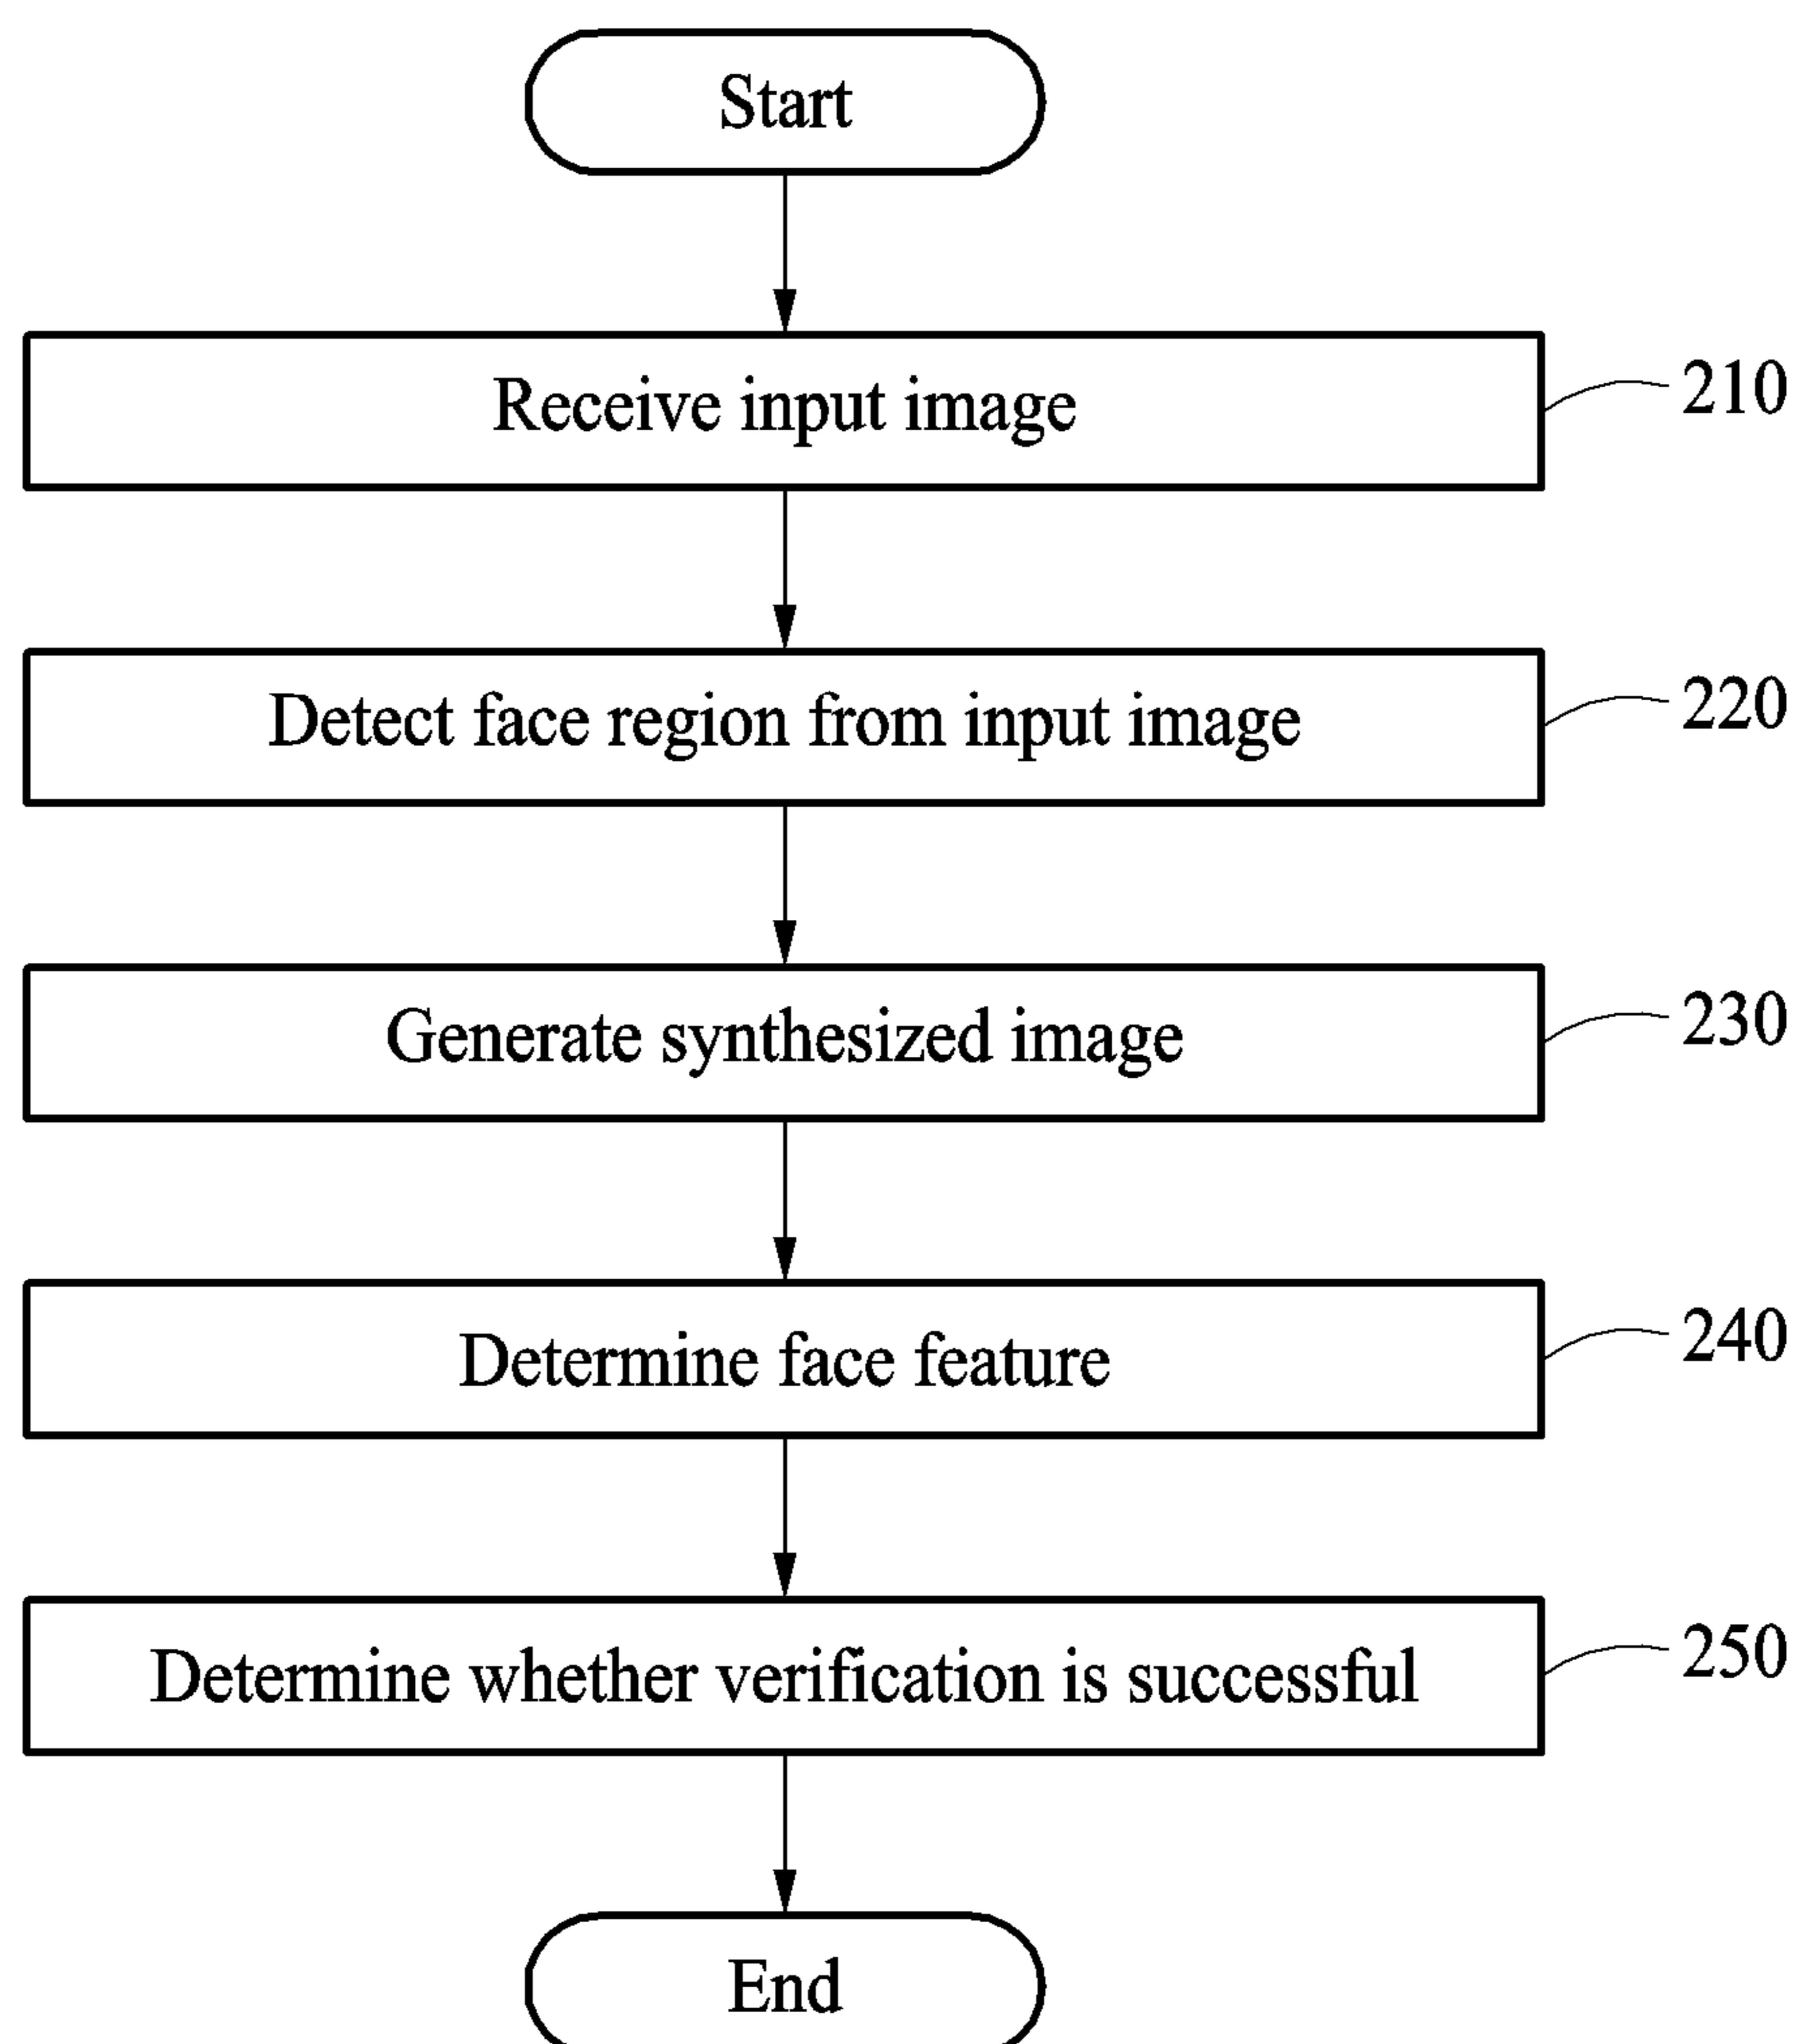 Start
Receive input image
210
Detect face region from input image
220
Generate synthesized image
230
Determine face feature
240
Determine whether verification is successful
250
End